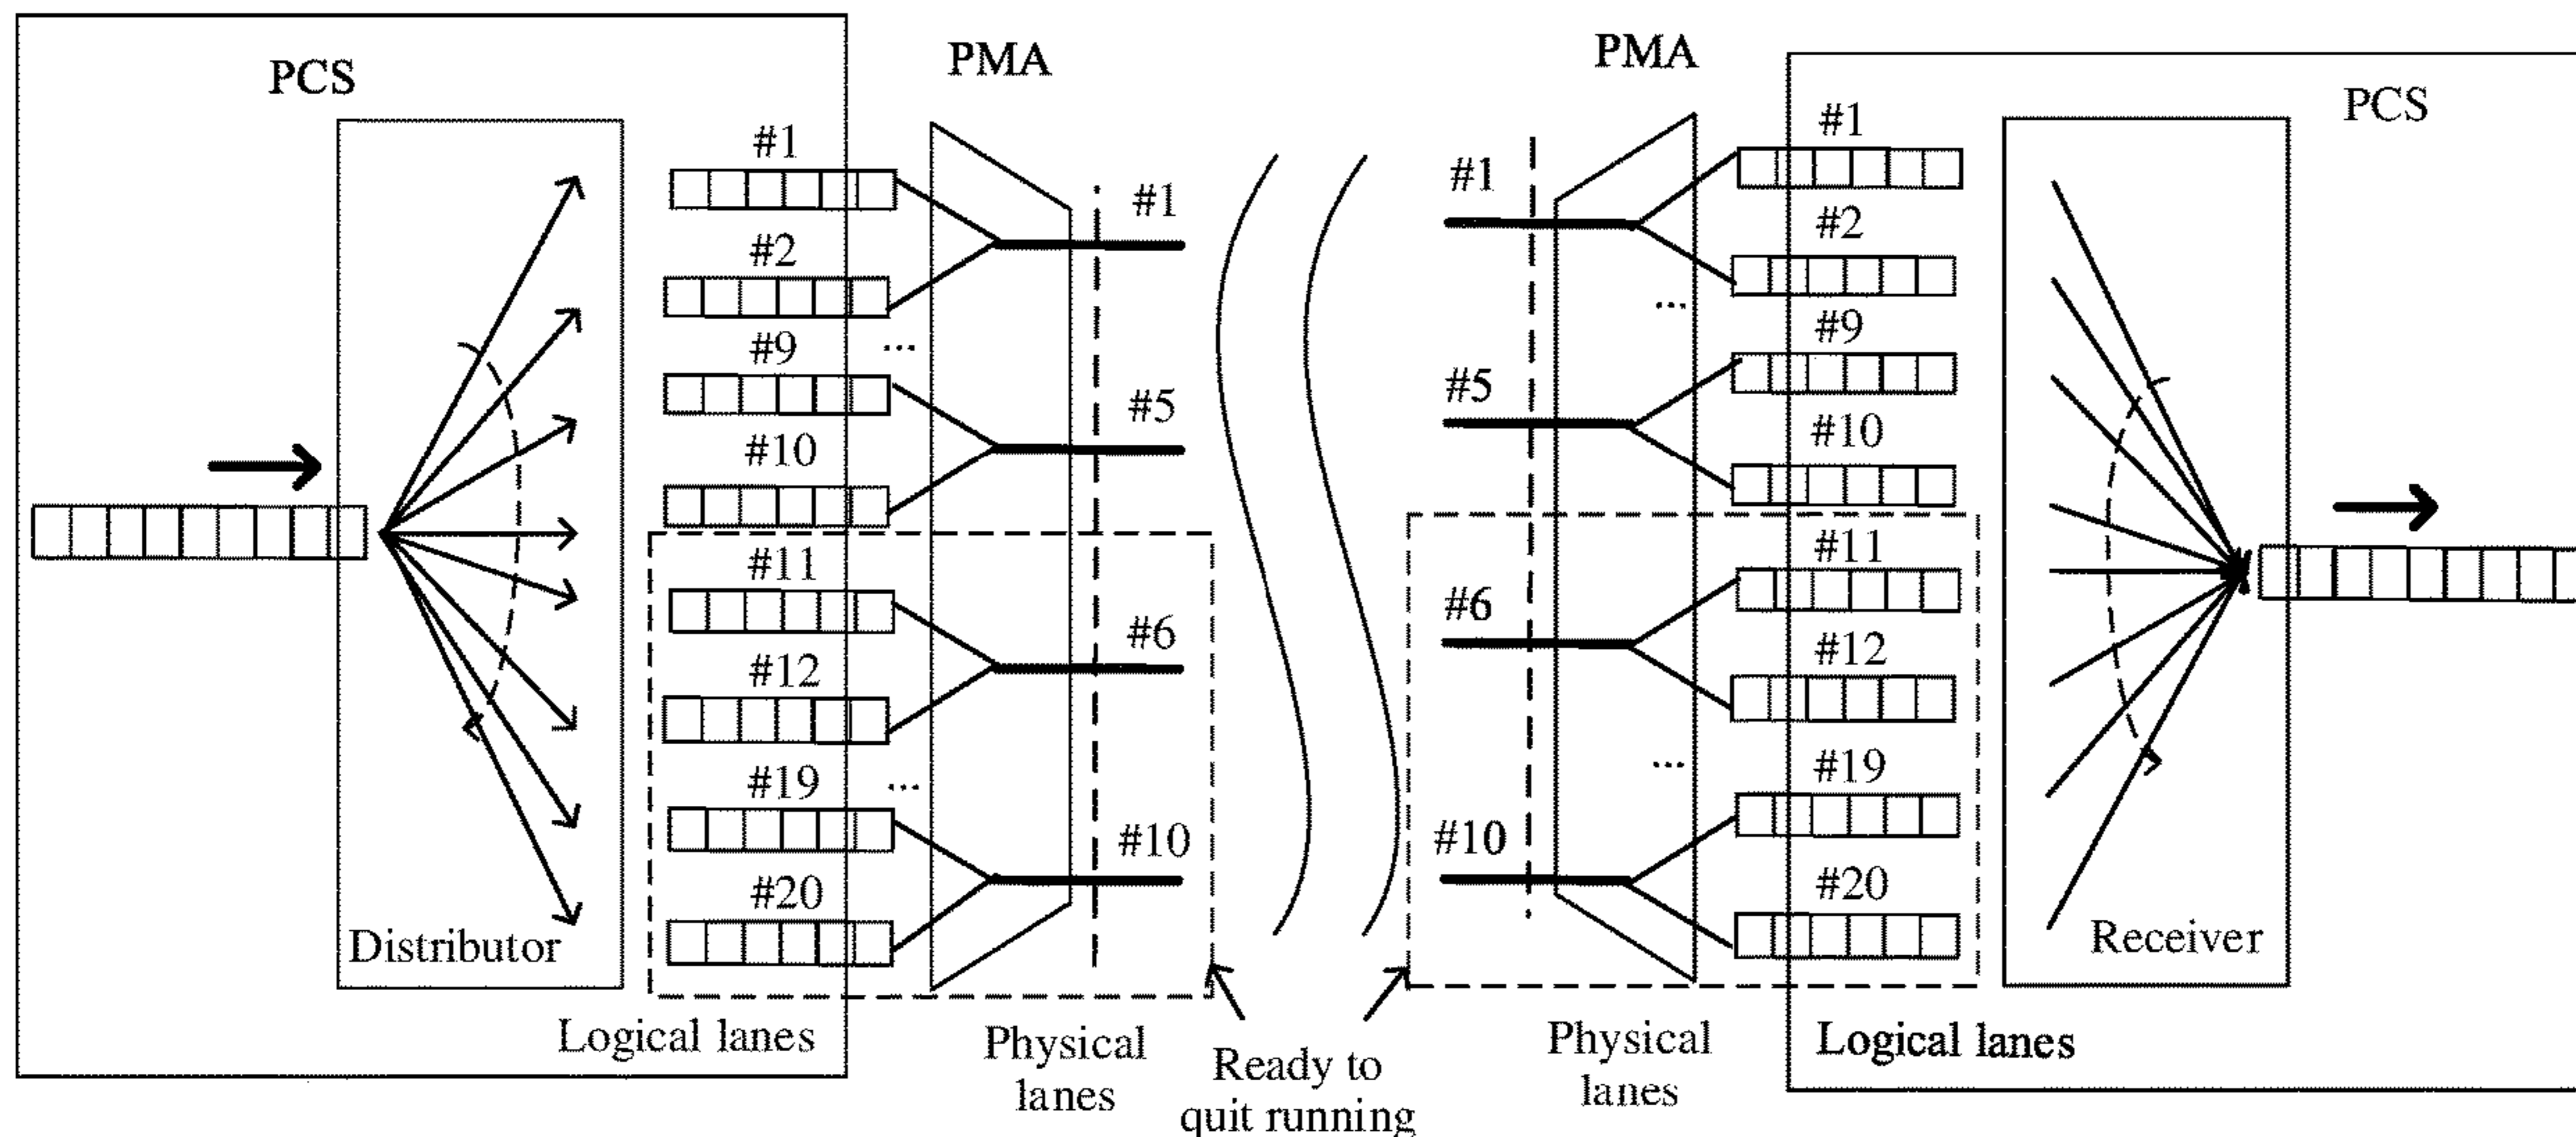 PCS
PMA
#1
#2
...
#9
#10
#11
#12
#19
...
#20
#1
#5
#6
#10
Distributor
Logical lanes
Physical
lanes
Ready to
quit running
PMA
PCS
#1
#5
#6
#10
#1
#2
...
#9
#10
#11
#12
...
#19
#20
Receiver
Physical
lanes
Logical lanes